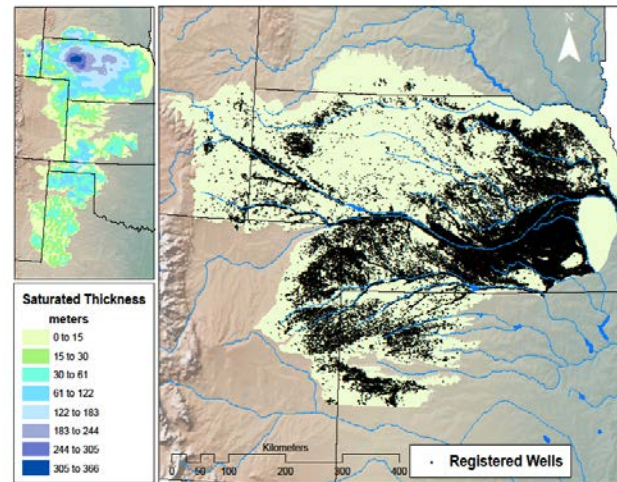 N
Saturated Thickness
meters
0 to 15
15 to 30
30 to 61
61 to 122
122 to 183
183 to 244
244 to 305
305 to 366
Kilometers
0 25 50 100 200 300 400
Registered Wells